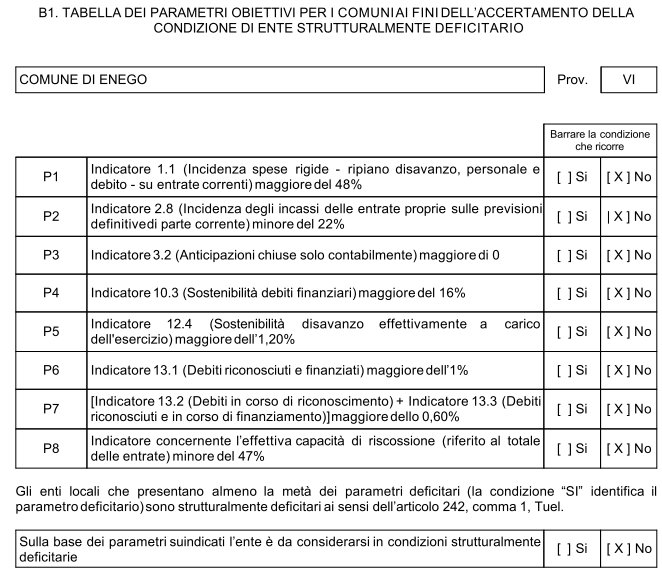 B1. TABELLA DEI PARAMETRI OBIETTIVI PER I COMUNI AI FINI DELL'ACCERTAMENTO DELLA
CONDIZIONE DI ENTE STRUTTURALMENTE DEFICITARIO
COMUNE DI ENEGO Prov. VI
Barrare la condizione
che ricorre
P1 Indicatore 1.1 (Incidenza spese rigide - ripiano disavanzo, personale e
debito - su entrate correnti) maggiore del 48% [ ] Si [ X ] No
P2 Indicatore 2.8 (Incidenza degli incassi delle entrate proprie sulle previsioni
definitive di parte corrente) minore del 22% [ ] Si [ X ] No
P3 Indicatore 3.2 (Anticipazioni chiuse solo contabilmente) maggiore di 0 [ ] Si [ X ] No
P4 Indicatore 10.3 (Sostenibilità debiti finanziari) maggiore del 16% [ ] Si [ X ] No
P5 Indicatore 12.4 (Sostenibilità disavanzo effettivamente a carico
dell'esercizio) maggiore dell'1,20% [ ] Si [ X ] No
P6 Indicatore 13.1 (Debiti riconosciuti e finanziati) maggiore dell'1% [ ] Si [ X ] No
P7 [Indicatore 13.2 (Debiti in corso di riconoscimento) + Indicatore 13.3 (Debiti
riconosciuti e in corso di finanziamento)] maggiore dello 0,60% [ ] Si [ X ] No
P8 Indicatore concernente l'effettiva capacità di riscossione (riferito al totale
delle entrate) minore del 47% [ ] Si [ X ] No
Gli enti locali che presentano almeno la metà dei parametri deficitari (la condizione “SI” identifica il
parametro deficitario) sono strutturalmente deficitari ai sensi dell'articolo 242, comma 1, Tuel.
Sulla base dei parametri suindicati l'ente è da considerarsi in condizioni strutturalmente
deficitarie [ ] Si [ X ] No